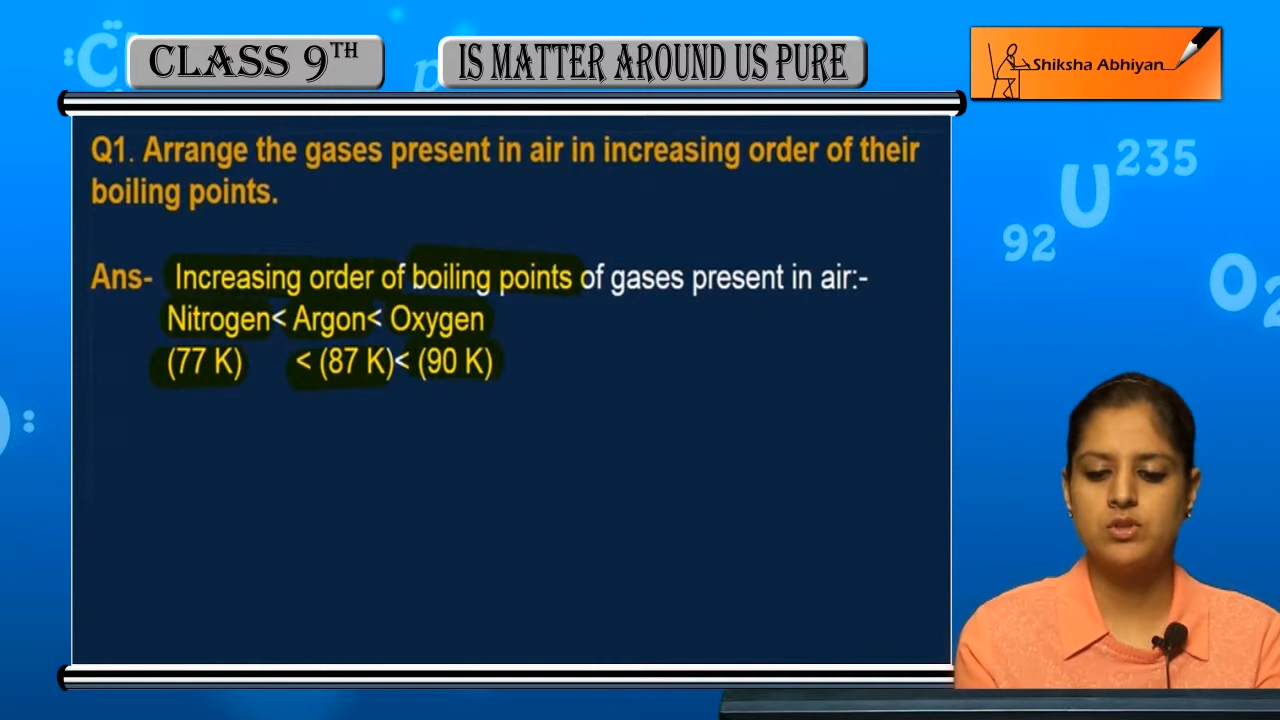 CLASS 9TH
IS MATTER AROUND US PURE
Shiksha Abhiyan
Q1. Arrange the gases present in air in increasing order of their
boiling points.
Ans- Increasing order of boiling points of gases present in air:-
Nitrogen< Argon< Oxygen
(77 K) < (87 K)< (90 K)
U 235
92
O2